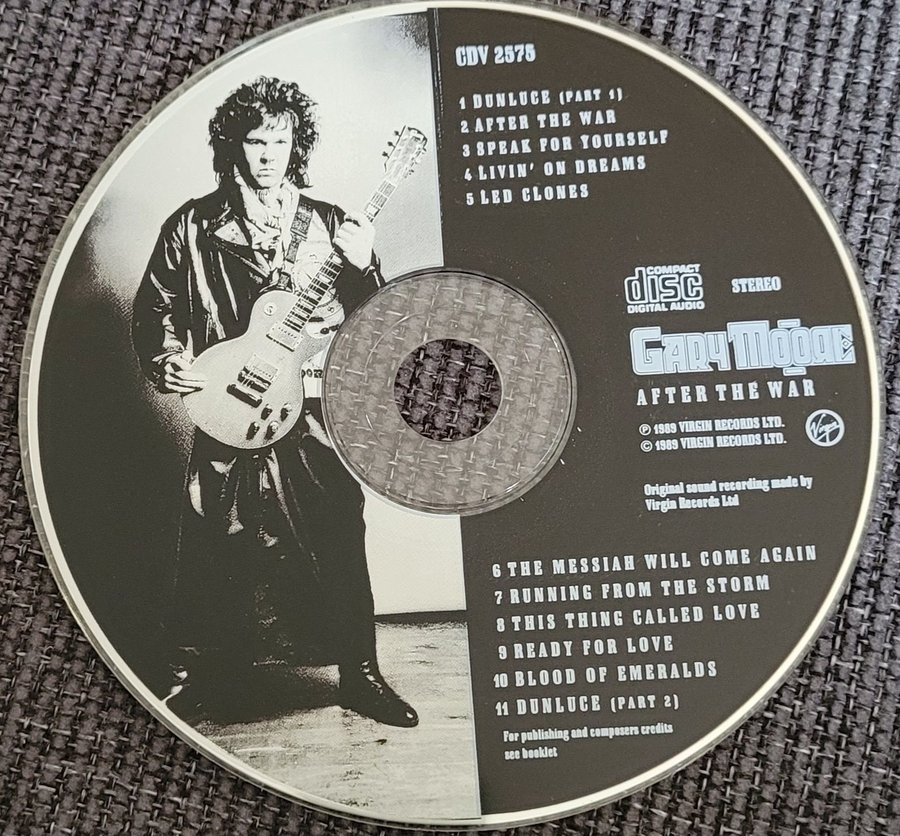 CDV 2575
1 DUNLUCE (PART 1)
2 AFTER THE WAR
3 SPEAK FOR YOURSELF
4 LIVIN' ON DREAMS
5 LED CLONES
COMPACT
disc
DIGITAL AUDIO
STEREO
GARY MOORE
AFTER THE WAR
℗ 1989 VIRGIN RECORDS LTD.
© 1989 VIRGIN RECORDS LTD.
Virgin
Original sound recording made by
Virgin Records Ltd
6 THE MESSIAH WILL COME AGAIN
7 RUNNING FROM THE STORM
8 THIS THING CALLED LOVE
9 READY FOR LOVE
10 BLOOD OF EMERALDS
11 DUNLUCE (PART 2)
For publishing and composers credits
see booklet